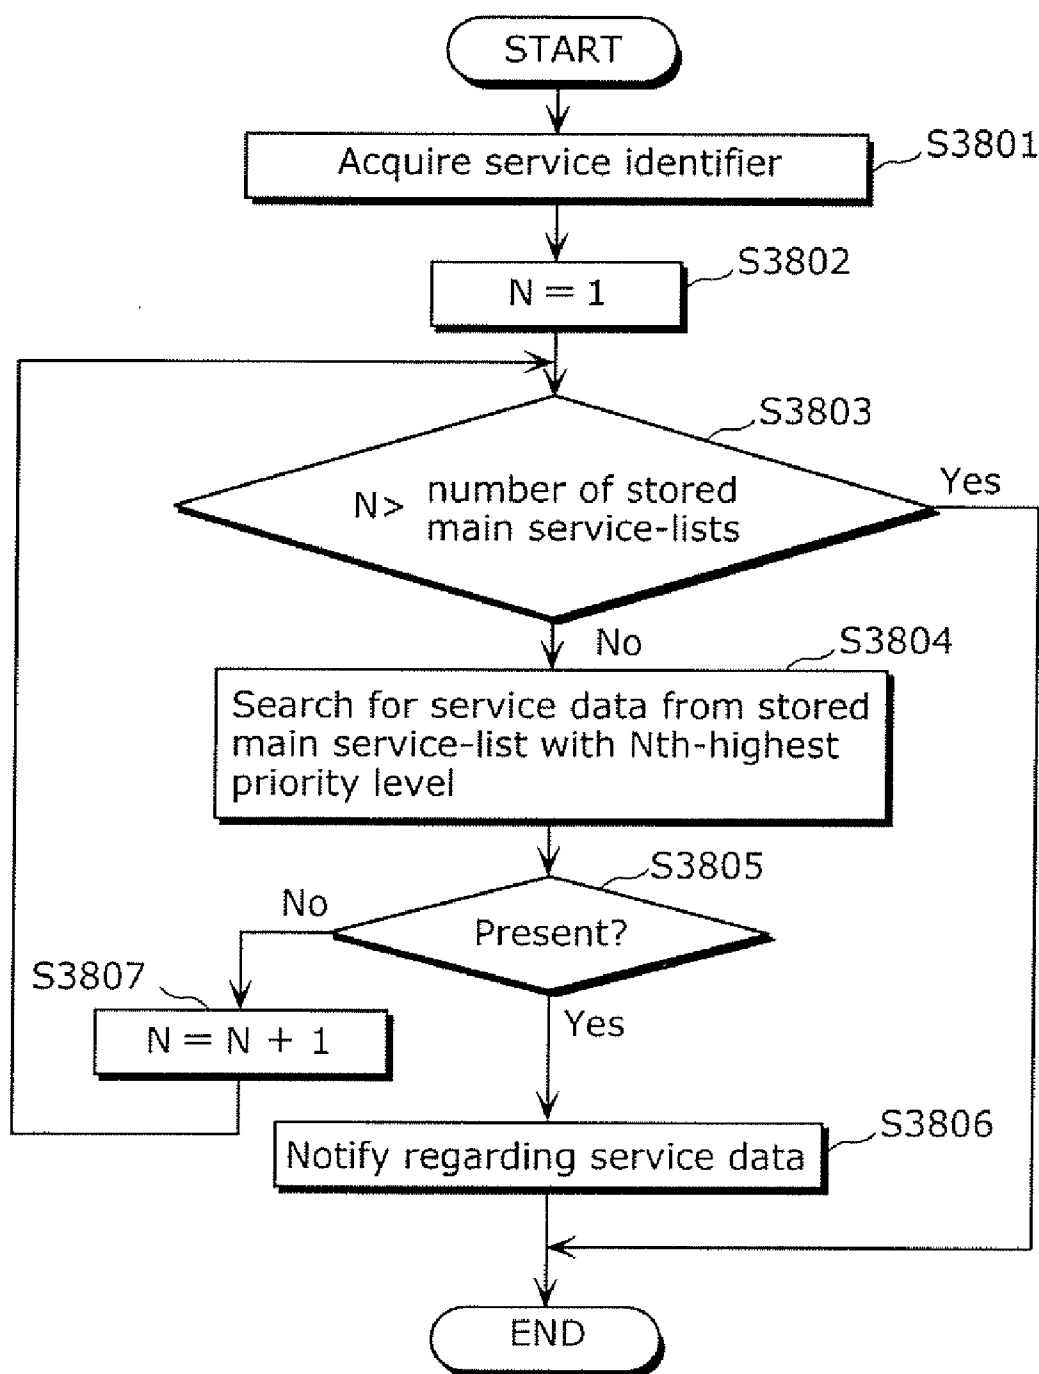 START
Acquire service identifier
S3801
N = 1
S3802
S3803
N> number of stored
main service-lists
Yes
No
S3804
Search for service data from stored
main service-list with Nth-highest
priority level
S3805
Present?
No
S3807
N = N + 1
Yes
S3806
Notify regarding service data
END